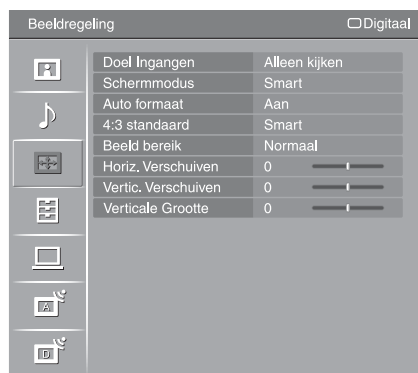 Beeldregeling Digitaal
Doel Ingangen Alleen kijken
Schermmodus Smart
Auto formaat Aan
4:3 standaard Smart
Beeld bereik Normaal
Horiz. Verschuiven 0
Vertic. Verschuiven 0
Verticale Grootte 0
A
D